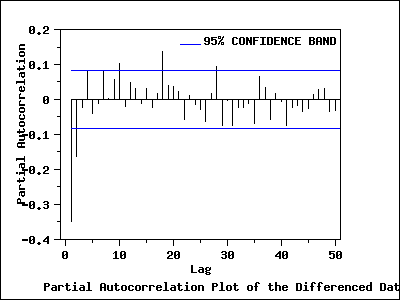 0.2
95% CONFIDENCE BAND
0.1
0
-0.1
-0.2
-0.3
-0.4
Partial Autocorrelation
0 10 20 30 40 50
Lag
Partial Autocorrelation Plot of the Differenced Dat